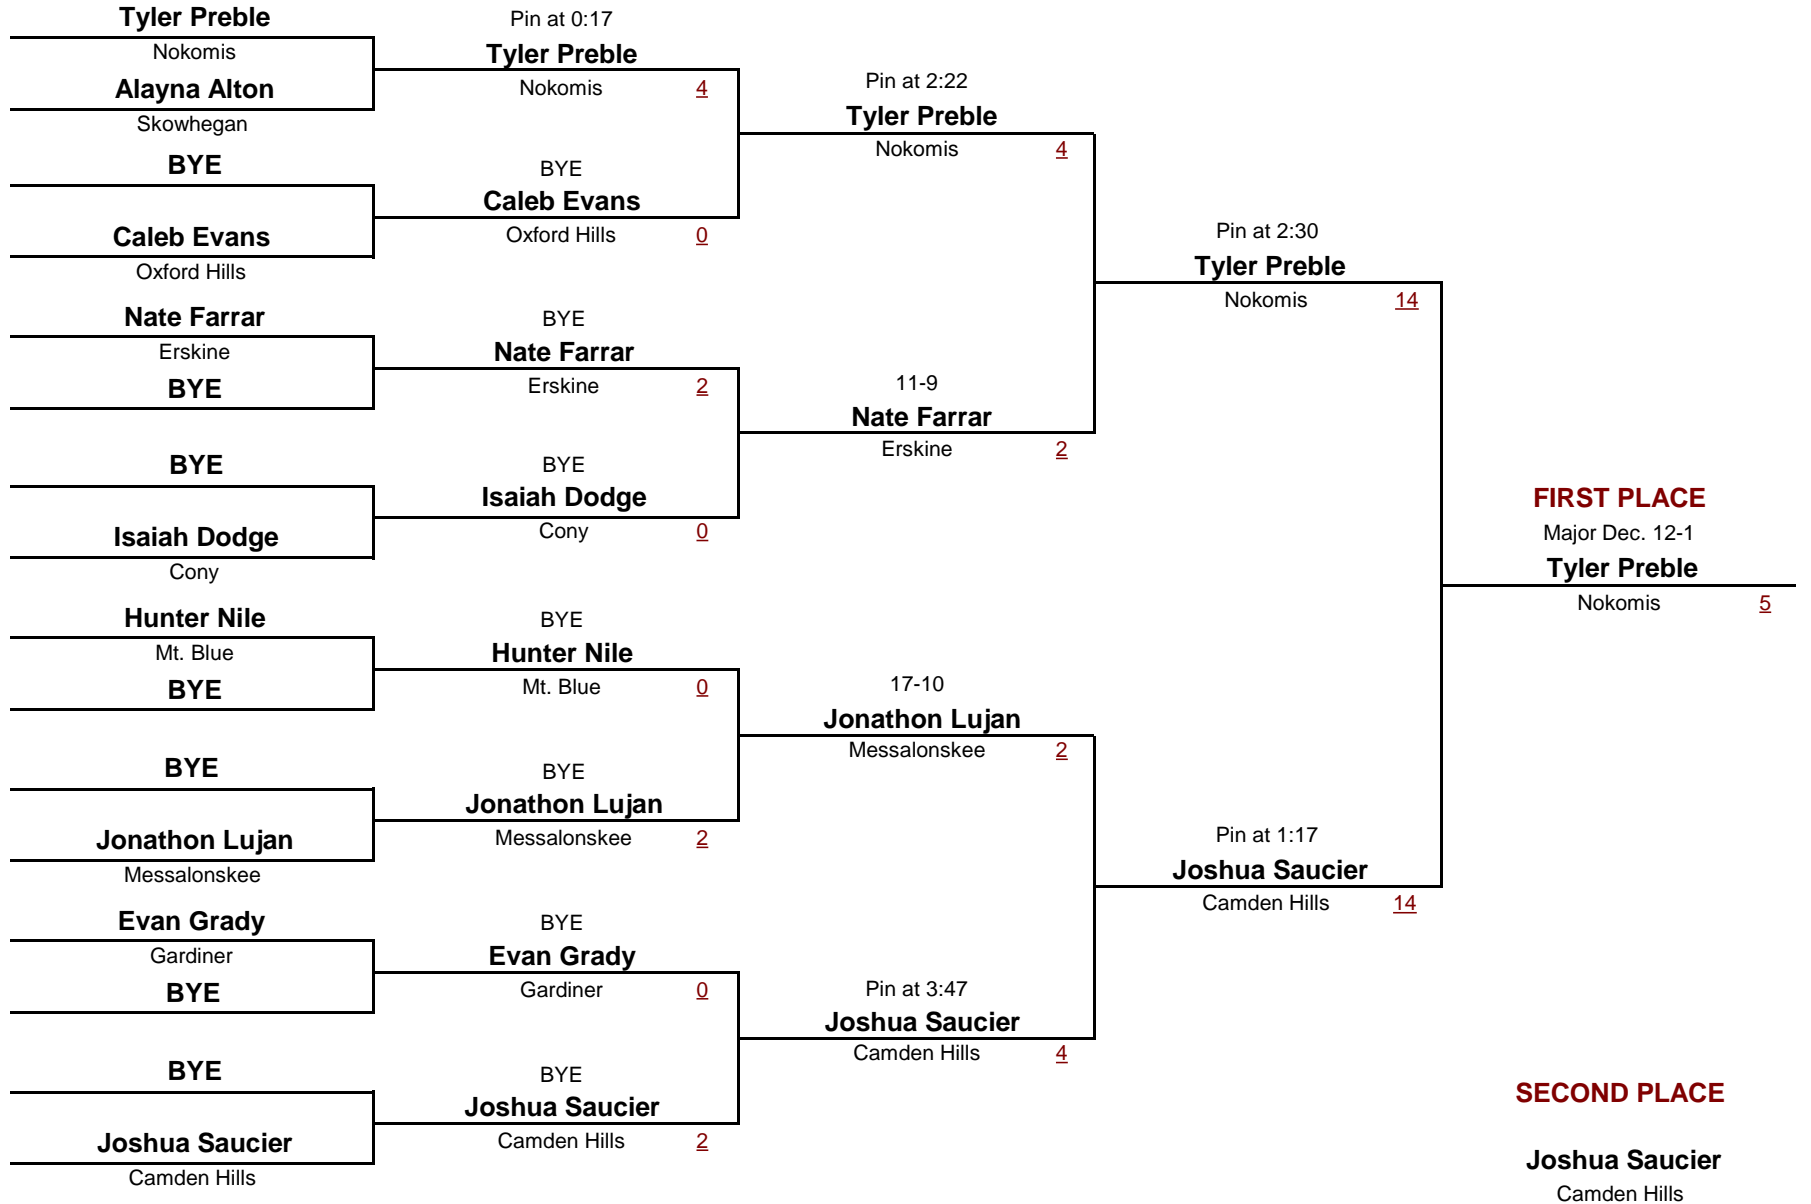 Tyler Preble
Nokomis
Alayna Alton
Skowhegan
BYE
Caleb Evans
Oxford Hills
Nate Farrar
Erskine
BYE
BYE
Isaiah Dodge
Cony
Hunter Nile
Mt. Blue
BYE
BYE
Jonathon Lujan
Messalonskee
Evan Grady
Gardiner
BYE
BYE
Joshua Saucier
Camden Hills
Pin at 0:17
Tyler Preble
Nokomis 4
BYE
Caleb Evans
Oxford Hills 0
BYE
Nate Farrar
Erskine 2
BYE
Isaiah Dodge
Cony 0
BYE
Hunter Nile
Mt. Blue 0
BYE
Jonathon Lujan
Messalonskee 2
BYE
Evan Grady
Gardiner 0
BYE
Joshua Saucier
Camden Hills 2
Pin at 2:22
Tyler Preble
Nokomis 4
11-9
Nate Farrar
Erskine 2
17-10
Jonathon Lujan
Messalonskee 2
Pin at 3:47
Joshua Saucier
Camden Hills 4
Pin at 2:30
Tyler Preble
Nokomis 14
Pin at 1:17
Joshua Saucier
Camden Hills 14
FIRST PLACE
Major Dec. 12-1
Tyler Preble
Nokomis 5
SECOND PLACE
Joshua Saucier
Camden Hills